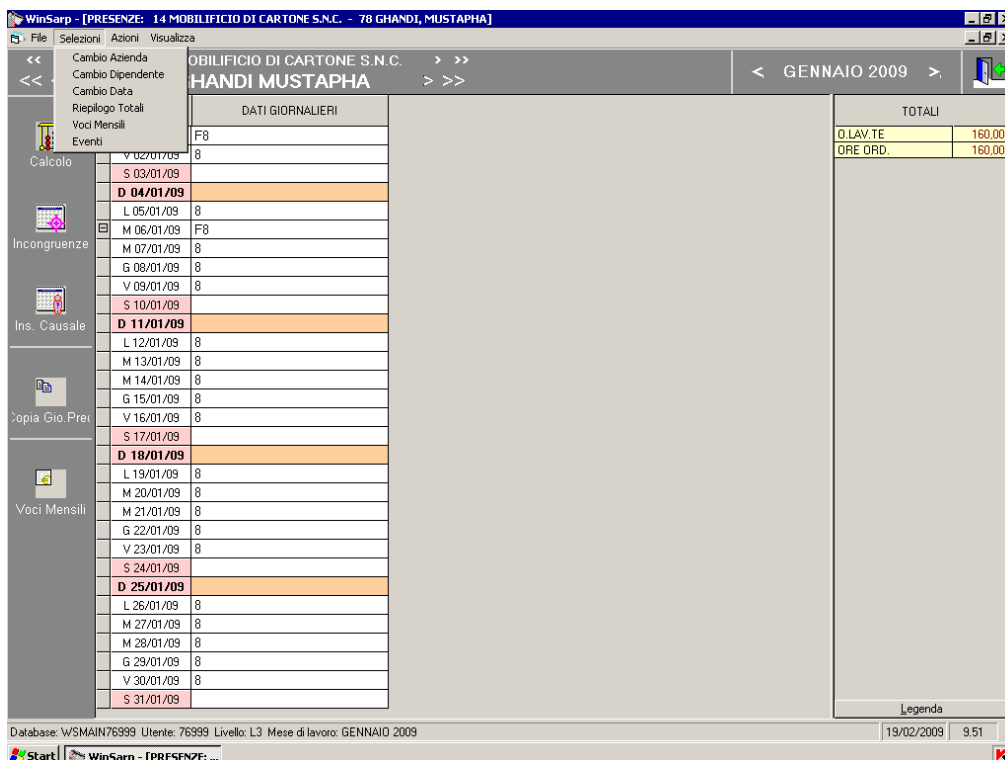 WinSarp - [PRESENZE: 14 MOBILIFICIO DI CARTONE S.N.C. - 78 GHANDI, MUSTAPHA]
File Selezioni Azioni Visualizza
<< OBILIFICIO DI CARTONE S.N.C. > >>
<< HANDI MUSTAPHA > >>
< GENNAIO 2009 >
Cambio Azienda
Cambio Dipendente
Cambio Data
Riepilogo Totali
Voci Mensili
Eventi
Calcolo
Incongruenze
Ins. Causale
Copia Gio.Prec
Voci Mensili
DATI GIORNALIERI
F8
V 02/01/09 8
S 03/01/09
D 04/01/09
L 05/01/09 8
M 06/01/09 F8
M 07/01/09 8
G 08/01/09 8
V 09/01/09 8
S 10/01/09
D 11/01/09
L 12/01/09 8
M 13/01/09 8
M 14/01/09 8
G 15/01/09 8
V 16/01/09 8
S 17/01/09
D 18/01/09
L 19/01/09 8
M 20/01/09 8
M 21/01/09 8
G 22/01/09 8
V 23/01/09 8
S 24/01/09
D 25/01/09
L 26/01/09 8
M 27/01/09 8
M 28/01/09 8
G 29/01/09 8
V 30/01/09 8
S 31/01/09
TOTALI
O.LAV.TE 160,00
ORE ORD. 160,00
Legenda
Database: WSMAIN76999 Utente: 76999 Livello: L3 Mese di lavoro: GENNAIO 2009
19/02/2009 9.51
Start WinSarp - [PRESENZE: ...